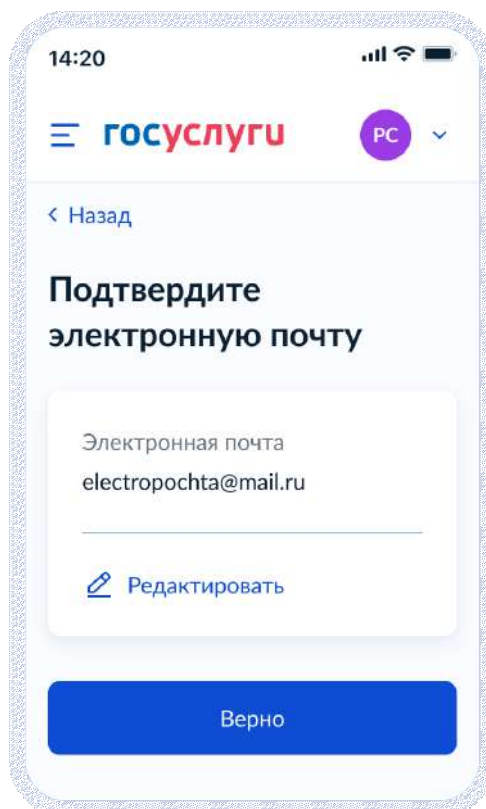 14:20
госуслуги
РС
Назад
Подтвердите
электронную почту
Электронная почта
electropochta@mail.ru
Редактировать
Верно